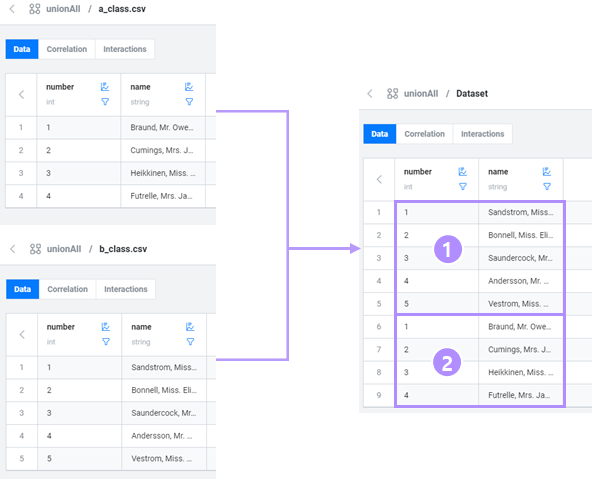 unionAll / a_class.csv
Data Correlation Interactions
number name
int string
1 1 Braund, Mr. Owe...
2 2 Cumings, Mrs. J...
3 3 Heikkinen, Miss. ...
4 4 Futrelle, Mrs. Ja...
unionAll / b_class.csv
Data Correlation Interactions
number name
int string
1 1 Sandstrom, Miss...
2 2 Bonnell, Miss. Eli...
3 3 Saundercock, Mr...
4 4 Andersson, Mr. ...
5 5 Vestrom, Miss. ...
unionAll / Dataset
Data Correlation Interactions
number name
int string
1 1 Sandstrom, Miss...
2 2 Bonnell, Miss. Eli...
3 3 Saundercock, Mr...
4 4 Andersson, Mr. ...
5 5 Vestrom, Miss. ...
1
6 1 Braund, Mr. Owe...
7 2 Cumings, Mrs. J...
8 3 Heikkinen, Miss. ...
9 4 Futrelle, Mrs. Ja...
2